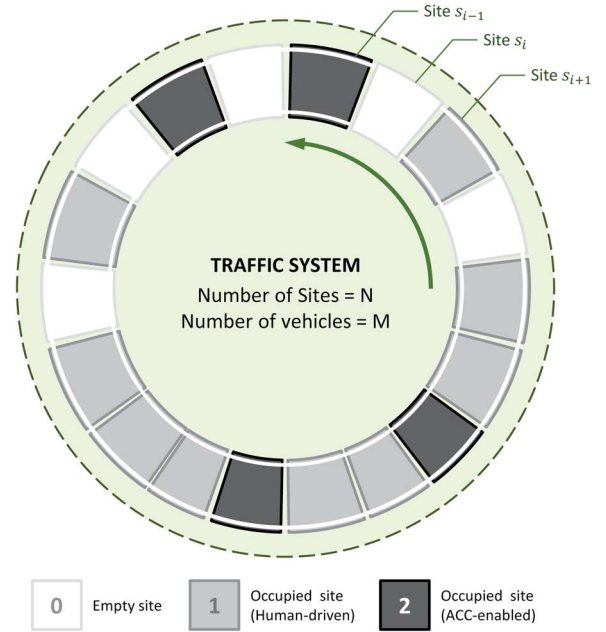 Site s_{i−1}
Site s_i
Site s_{i+1}
TRAFFIC SYSTEM
Number of Sites = N
Number of vehicles = M
0 Empty site
1 Occupied site
(Human-driven)
2 Occupied site
(ACC-enabled)